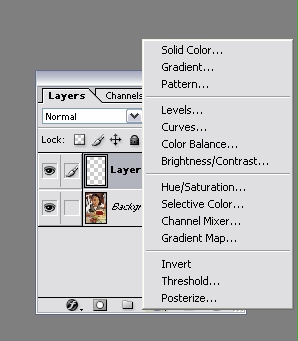 Solid Color...
Gradient...
Pattern...
Levels...
Curves...
Color Balance...
Brightness/Contrast...
Hue/Saturation...
Selective Color...
Channel Mixer...
Gradient Map...
Invert
Threshold...
Posterize...
Layers Channels
Normal
Lock:
Layer
Backgr